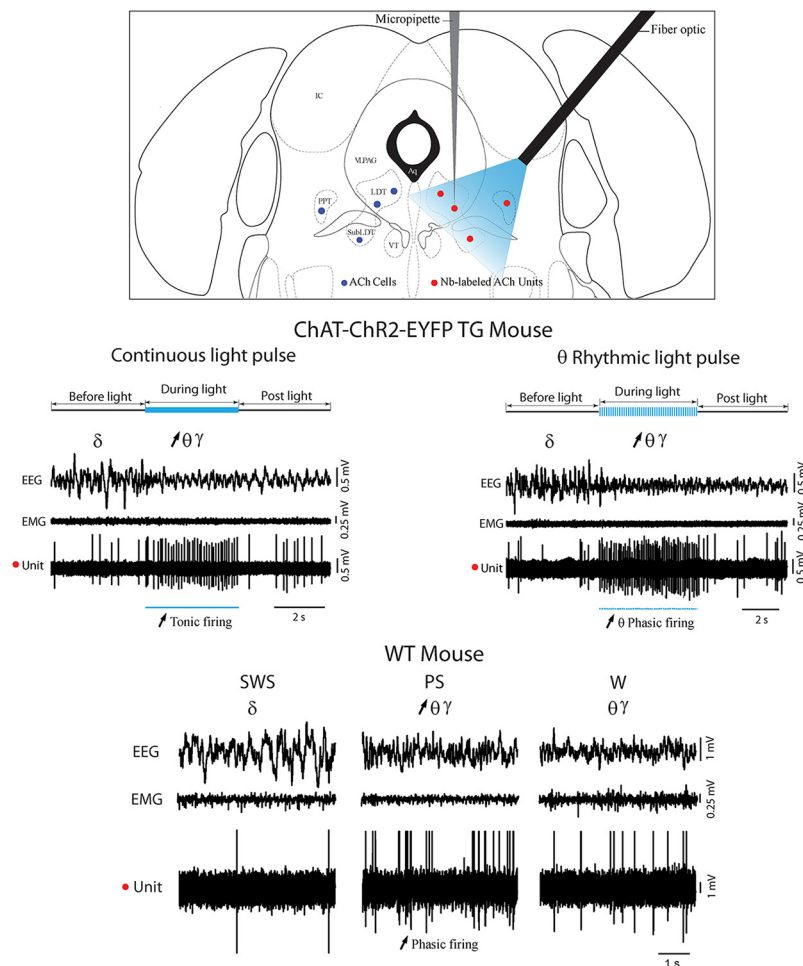 Micropipette
Fiber optic
IC
VLPAG
Aq
LDT
PPT
SubLDT
VT
ACh Cells
Nb-labeled ACh Units
ChAT-ChR2-EYFP TG Mouse
Continuous light pulse
θ Rhythmic light pulse
Before light
During light
Post light
Before light
During light
Post light
δ
θ γ
δ
θ γ
EEG
0.5 mV
EEG
0.5 mV
EMG
0.25 mV
EMG
0.25 mV
Unit
0.5 mV
Unit
0.5 mV
Tonic firing
2 s
θ Phasic firing
2 s
WT Mouse
SWS
PS
W
δ
θ γ
θ γ
EEG
1 mV
EMG
0.25 mV
Unit
1 mV
Phasic firing
1 s